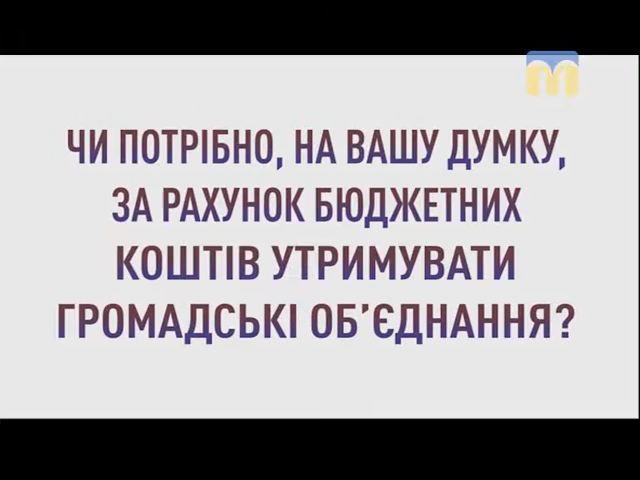 ЧИ ПОТРІБНО, НА ВАШУ ДУМКУ,
ЗА РАХУНОК БЮДЖЕТНИХ
КОШТІВ УТРИМУВАТИ
ГРОМАДСЬКІ ОБ’ЄДНАННЯ?